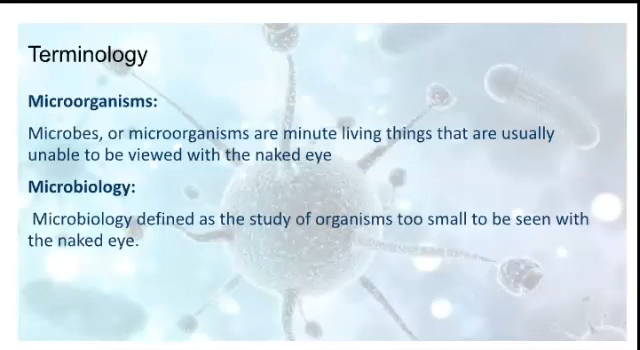 Terminology
Microorganisms:
Microbes, or microorganisms are minute living things that are usually
unable to be viewed with the naked eye
Microbiology:
Microbiology defined as the study of organisms too small to be seen with
the naked eye.